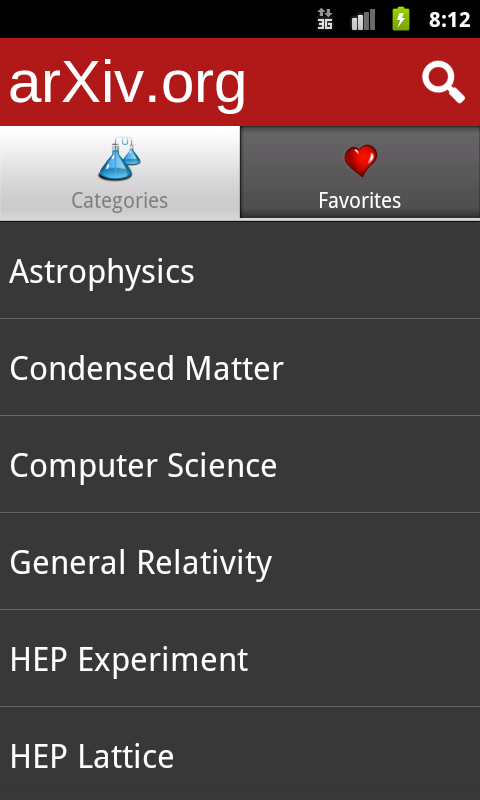 3G 8:12
arXiv.org
Categories Favorites
Astrophysics
Condensed Matter
Computer Science
General Relativity
HEP Experiment
HEP Lattice